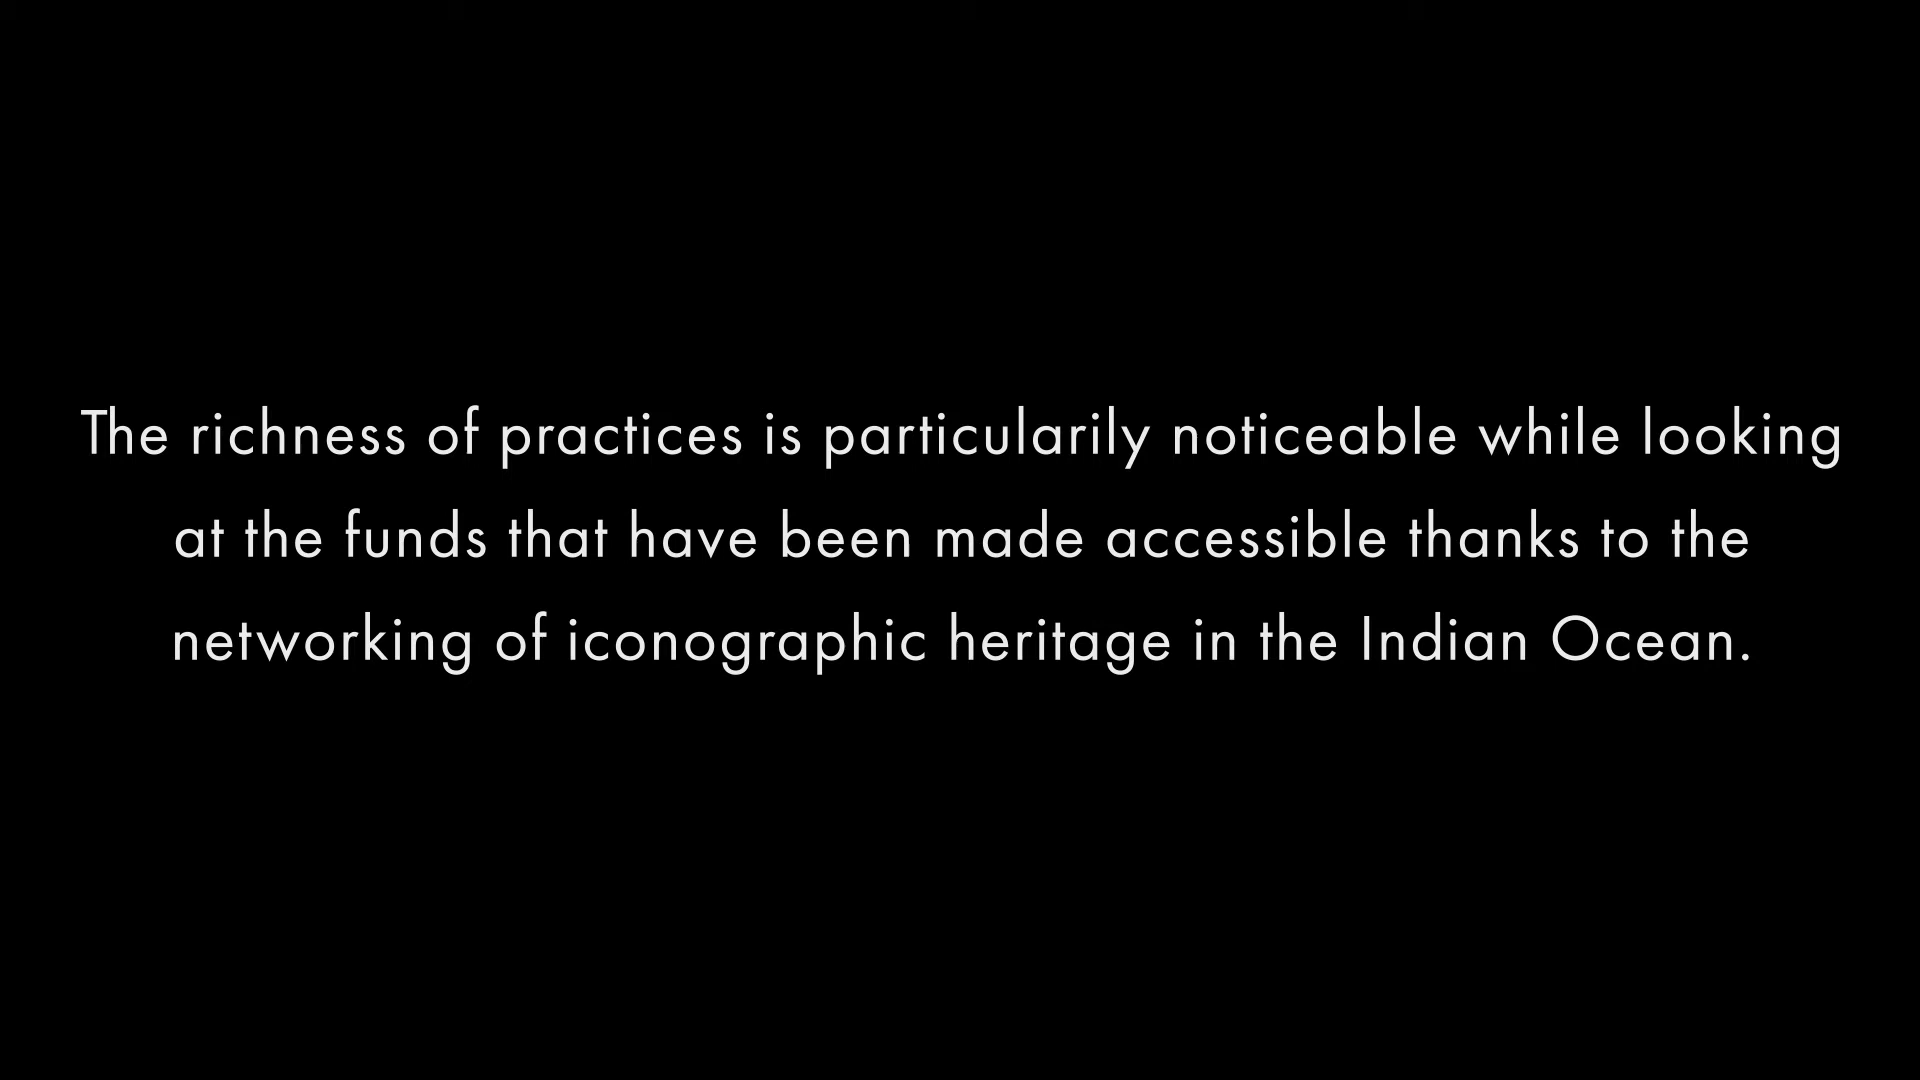 The richness of practices is particularily noticeable while looking
at the funds that have been made accessible thanks to the
networking of iconographic heritage in the Indian Ocean.